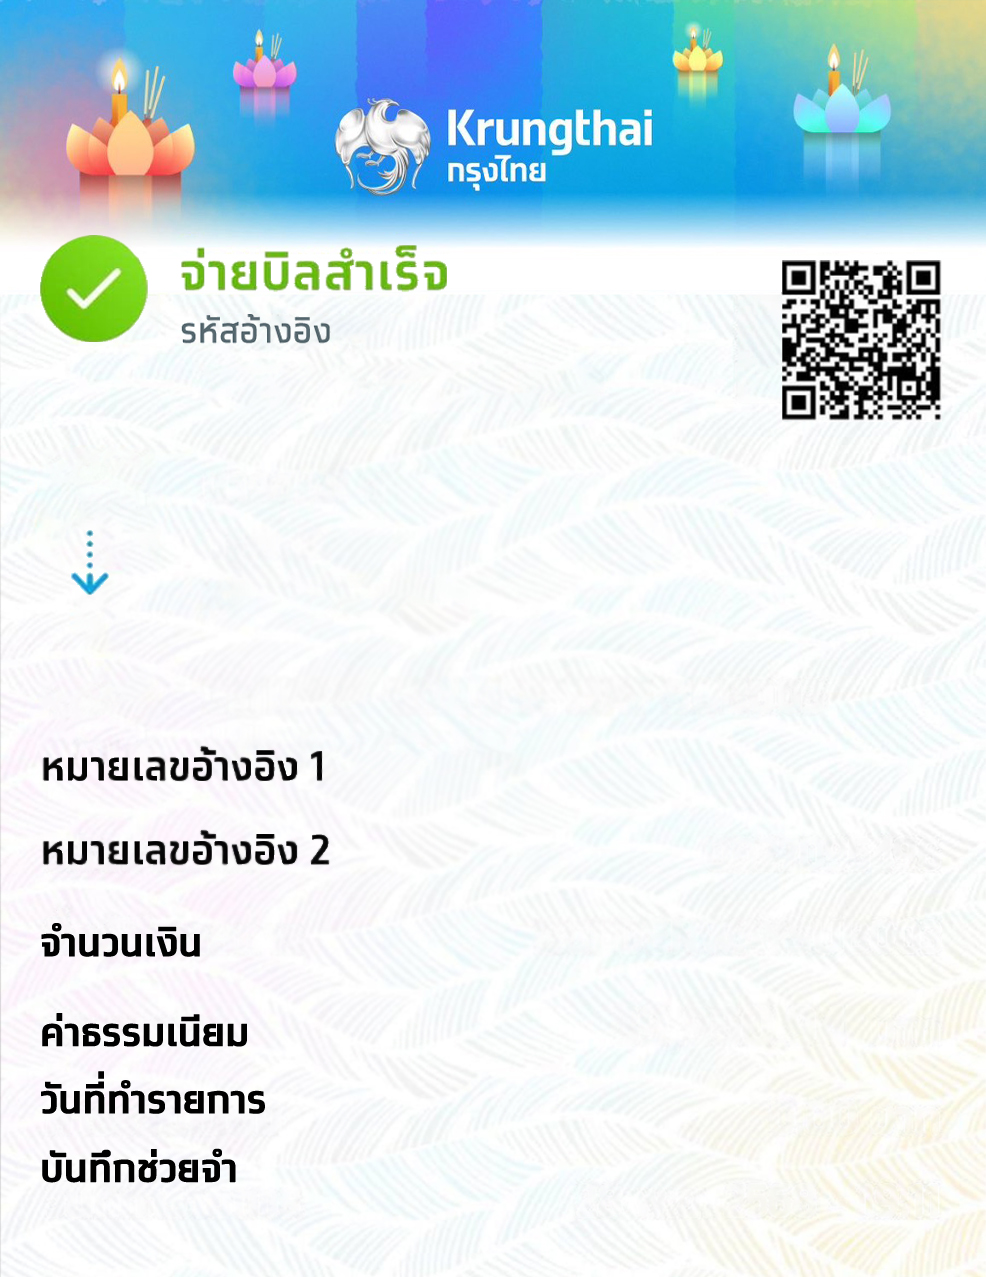 Krungthai
กรุงไทย
จ่ายบิลสำเร็จ
รหัสอ้างอิง
หมายเลขอ้างอิง 1
หมายเลขอ้างอิง 2
จำนวนเงิน
ค่าธรรมเนียม
วันที่ทำรายการ
บันทึกช่วยจำ